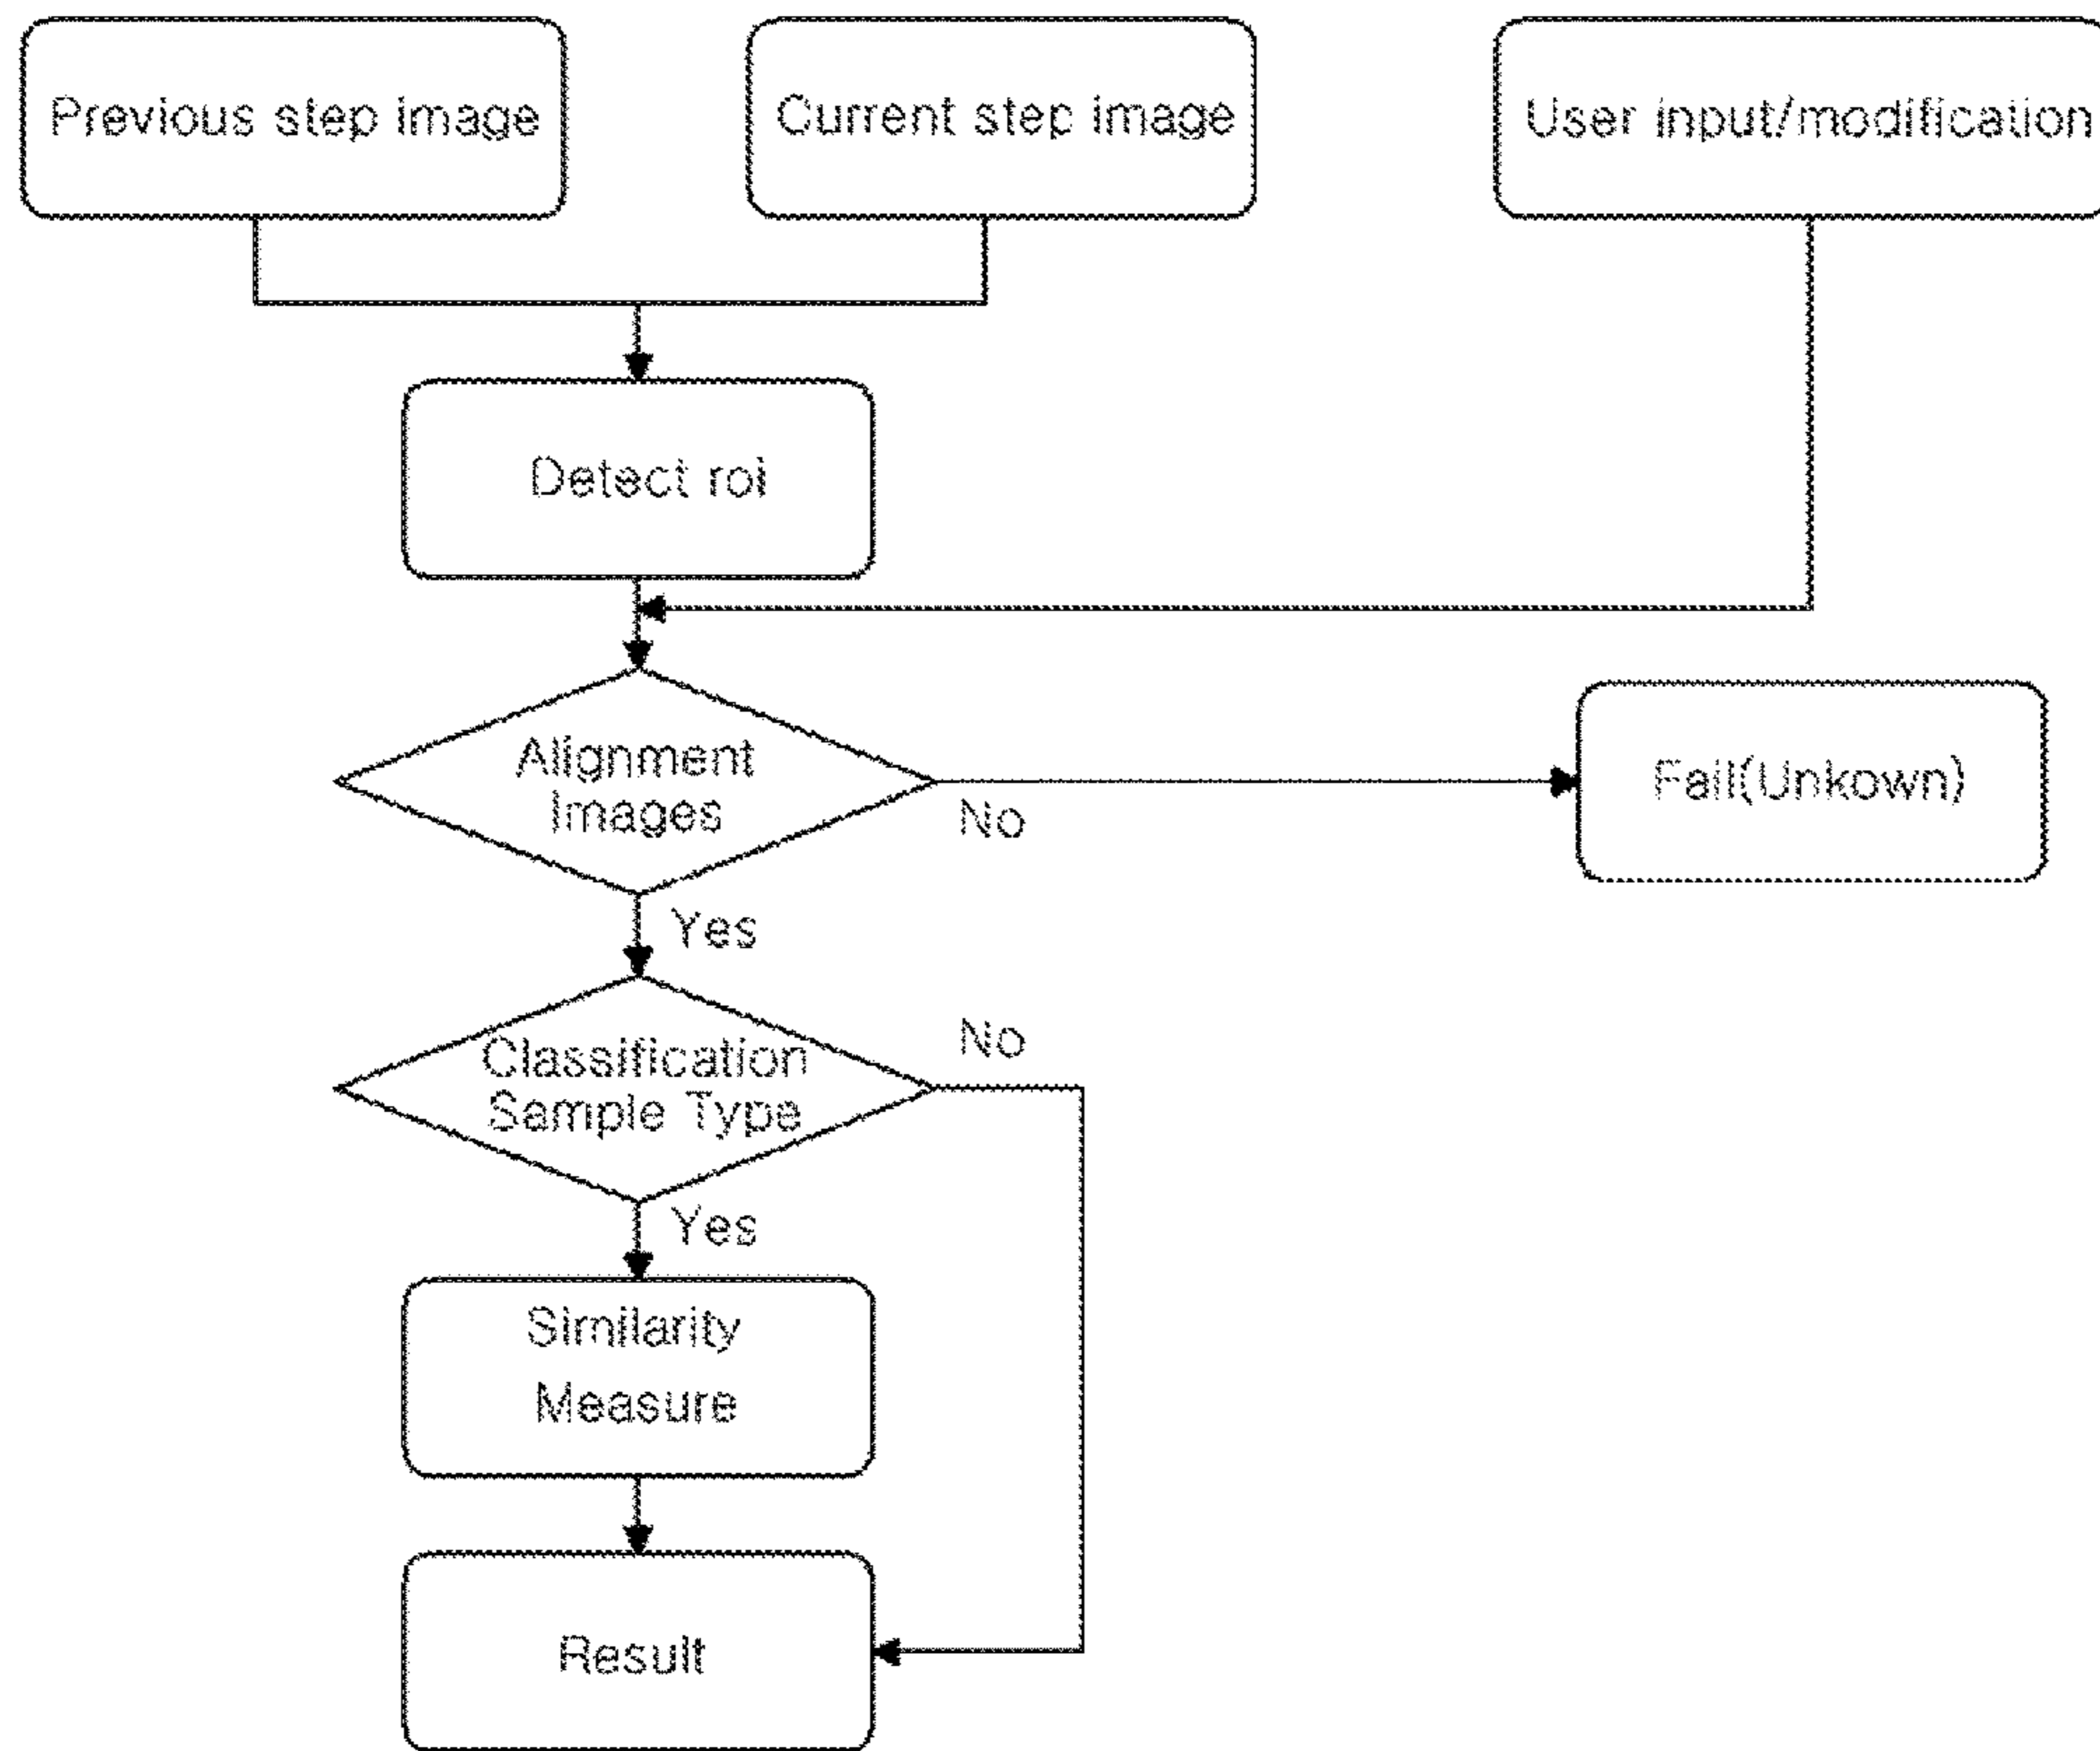 Previous step image
Current step image
User input/modification
Detect roi
Alignment
Images
No
Fail(Unkown)
Yes
Classification
Sample Type
No
Yes
Similarity
Measure
Result